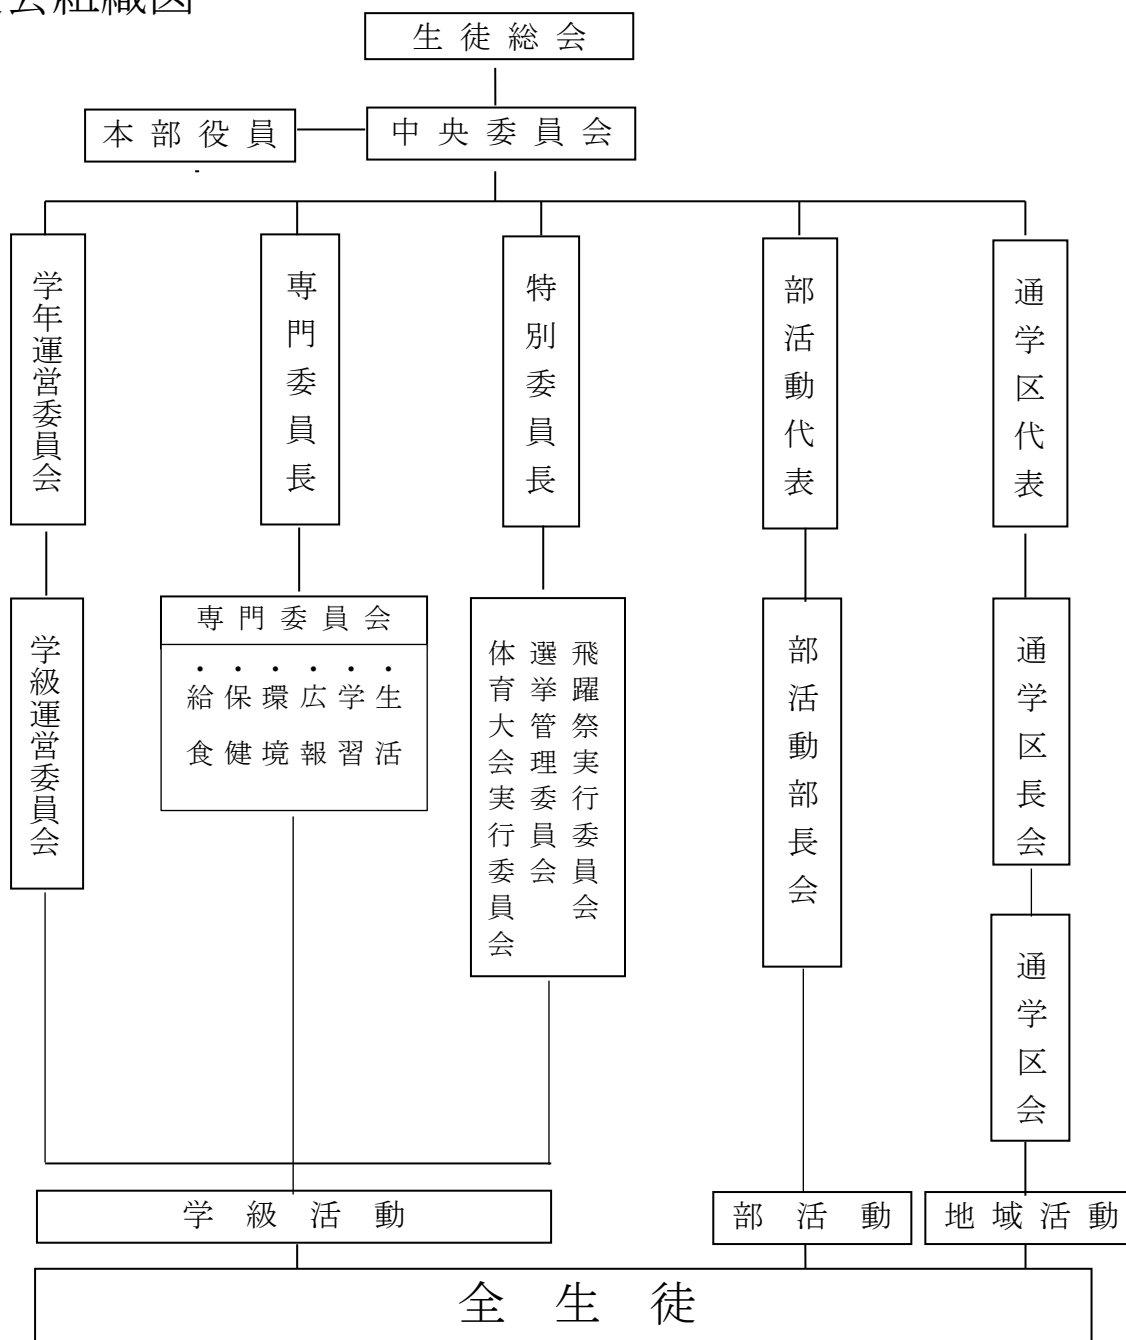 会組織図
生徒総会
本部役員
中央委員会
学年運営委員会
専門委員長
特別委員長
部活動代表
通学区代表
学級運営委員会
専門委員会
・生活
・学習
・広報
・環境
・保健
・給食
飛躍祭実行委員会
選挙管理委員会
体育大会実行委員会
部活動部長会
通学区長会
通学区会
学級活動
部活動
地域活動
全生徒